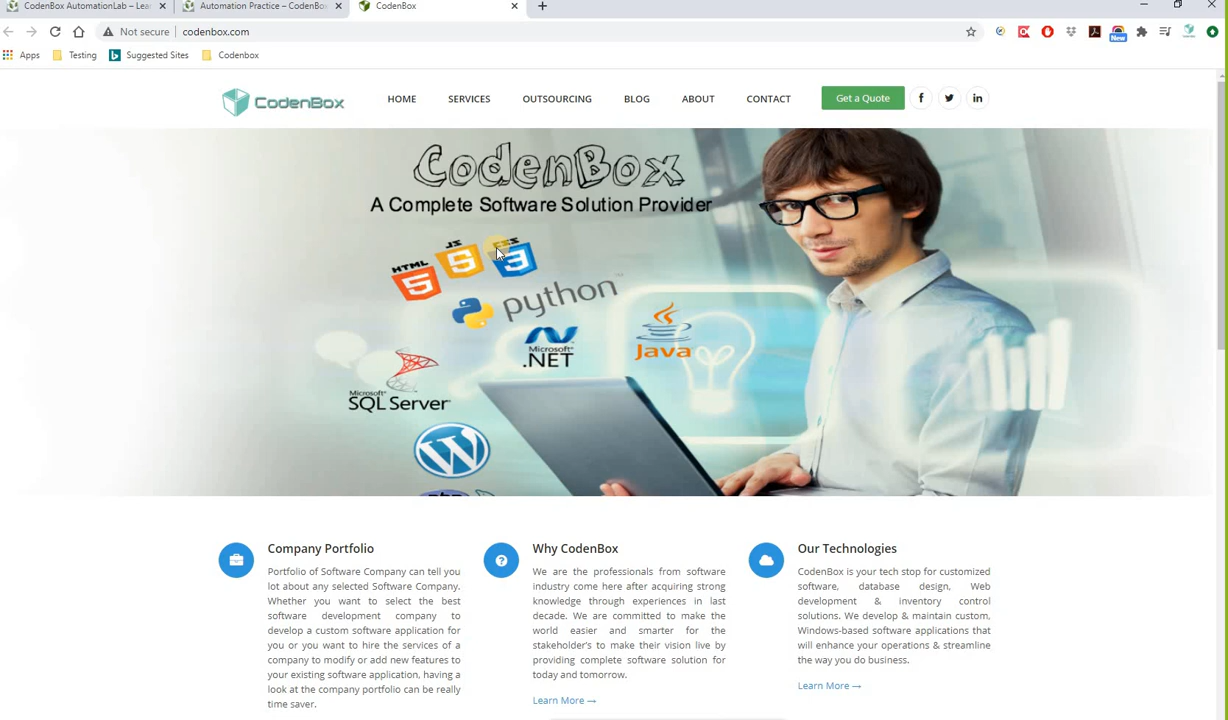 CodenBox AutomationLab – Lea
Automation Practice – CodenBo
CodenBox
Not secure
codenbox.com
Apps
Testing
Suggested Sites
Codenbox
New
CodenBox
HOME
SERVICES
OUTSOURCING
BLOG
ABOUT
CONTACT
Get a Quote
CodenBox
A Complete Software Solution Provider
HTML
5
JS
5
CSS
3
python
Microsoft
.NET
Java
Microsoft
SQL Server
Company Portfolio
Portfolio of Software Company can tell you
lot about any selected Software Company.
Whether you want to select the best
software development company to
develop a custom software application for
you or you want to hire the services of a
company to modify or add new features to
your existing software application, having a
look at the company portfolio can be really
time saver.
Why CodenBox
We are the professionals from software
industry come here after acquiring strong
knowledge through experiences in last
decade. We are committed to make the
world easier and smarter for the
stakeholder's to make their vision live by
providing complete software solution for
today and tomorrow.
Learn More →
Our Technologies
CodenBox is your tech stop for customized
software, database design, Web
development & inventory control
solutions. We develop & maintain custom,
Windows-based software applications that
will enhance your operations & streamline
the way you do business.
Learn More →